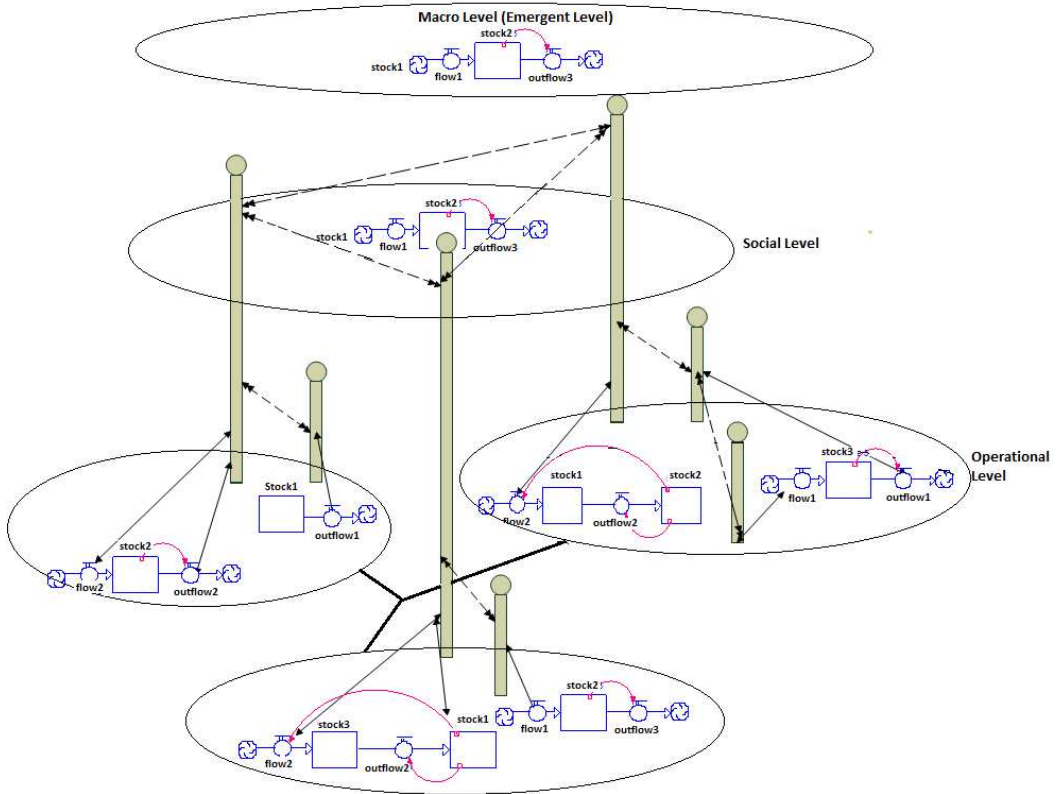 Macro Level (Emergent Level)
stock2
stock1
flow1
outflow3
stock2
stock1
flow1
outflow3
Social Level
Operational
Level
stock3
flow1
outflow1
stock1
stock2
flow2
outflow2
Stock1
outflow1
stock2
flow2
outflow2
stock2
flow1
outflow3
stock3
stock1
flow2
outflow2